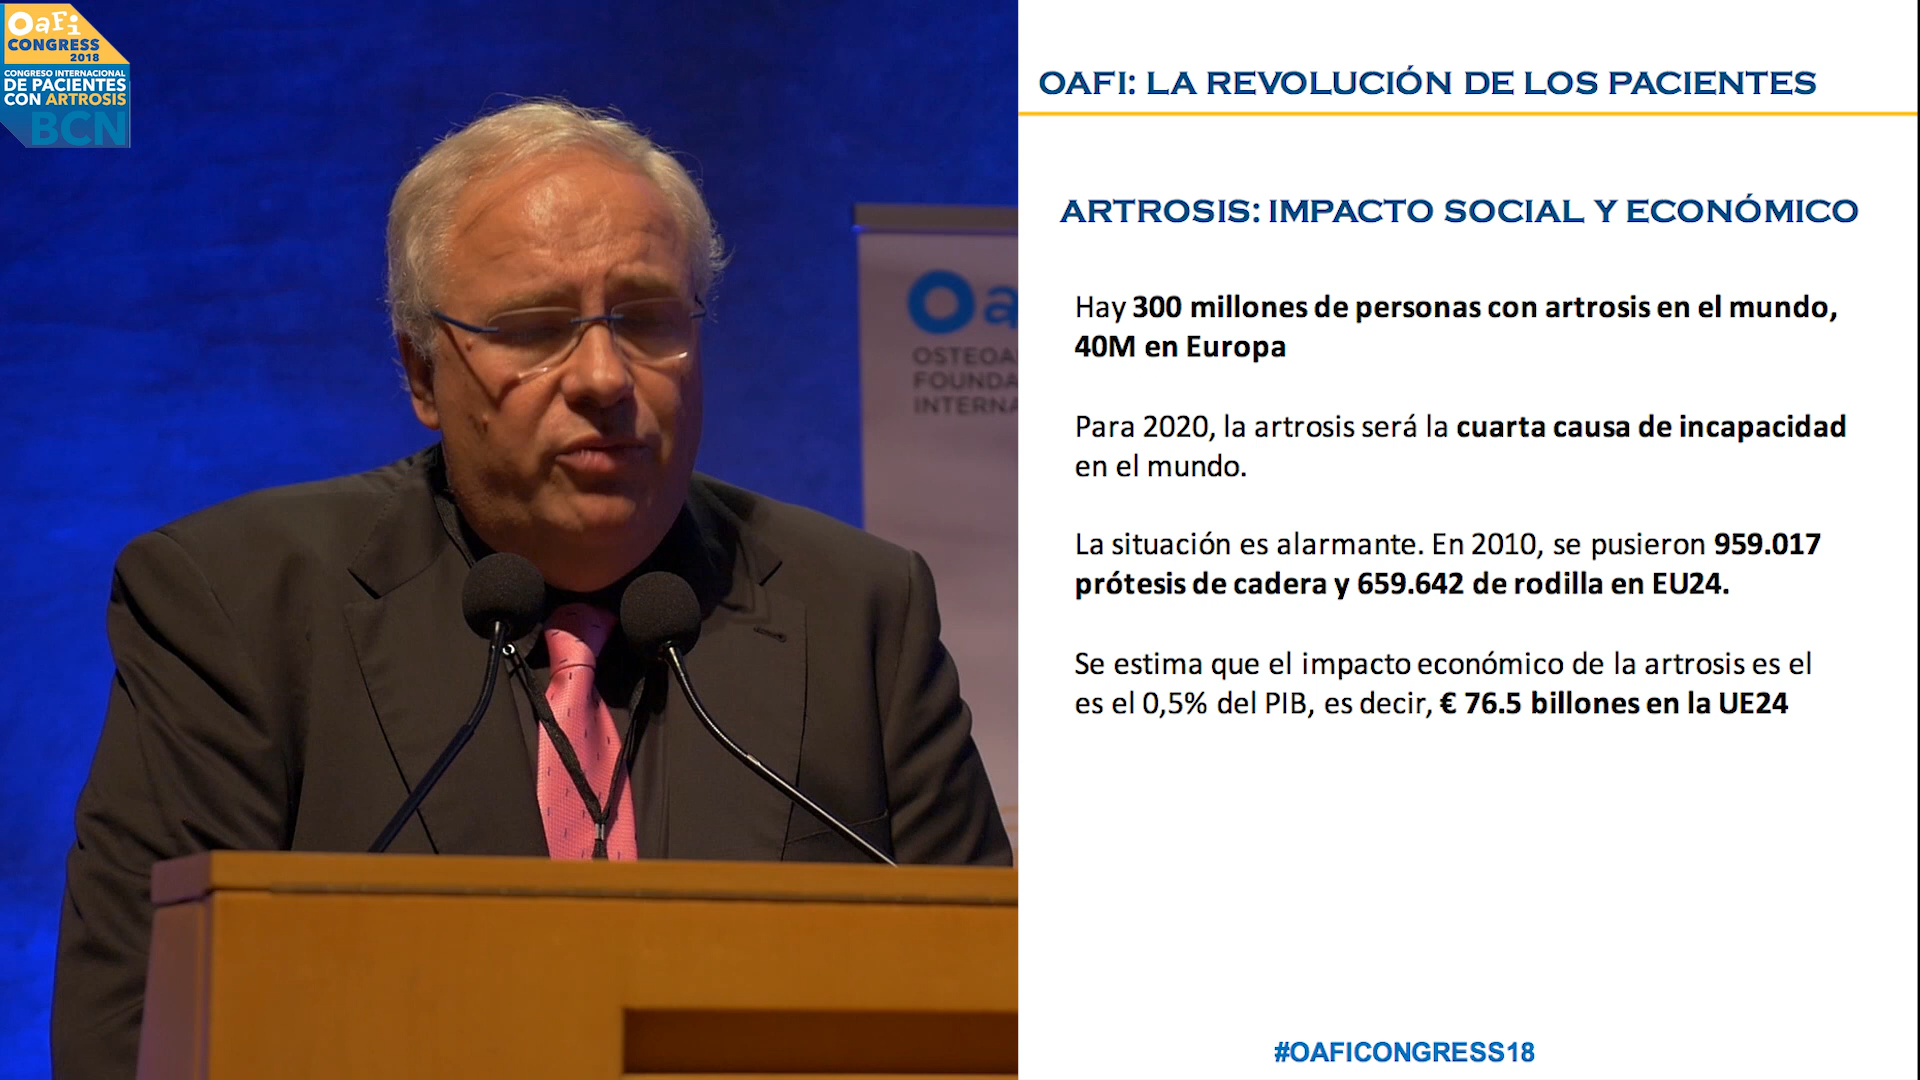 OaFi
CONGRESS
2018
CONGRESO INTERNACIONAL
DE PACIENTES
CON ARTROSIS
BCN
Oa
OSTEOA
FOUNDA
INTERNA
OAFI: LA REVOLUCIÓN DE LOS PACIENTES
ARTROSIS: IMPACTO SOCIAL Y ECONÓMICO
Hay 300 millones de personas con artrosis en el mundo,
40M en Europa
Para 2020, la artrosis será la cuarta causa de incapacidad
en el mundo.
La situación es alarmante. En 2010, se pusieron 959.017
prótesis de cadera y 659.642 de rodilla en EU24.
Se estima que el impacto económico de la artrosis es el
es el 0,5% del PIB, es decir, € 76.5 billones en la UE24
#OAFICONGRESS18